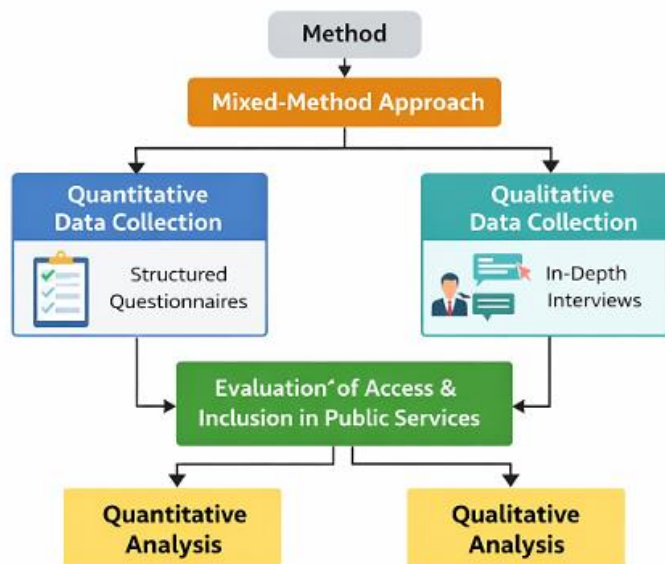 Method
Mixed-Method Approach
Quantitative
Data Collection
Structured
Questionnaires
Qualitative
Data Collection
In-Depth
Interviews
Evaluation of Access &
Inclusion in Public Services
Quantitative
Analysis
Qualitative
Analysis